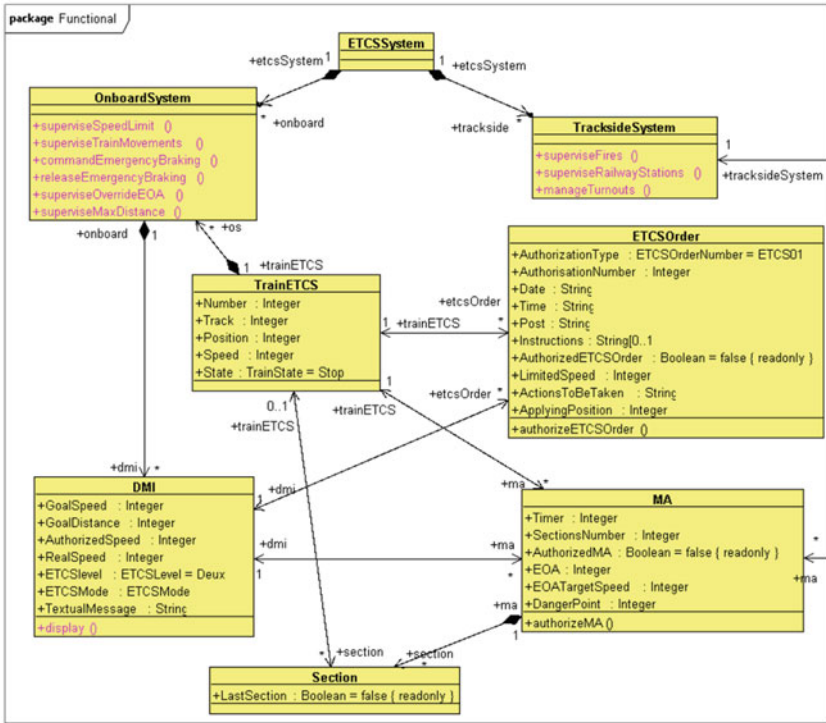 package Functional
ETCSSystem
+etcsSystem
1
1
+etcsSystem
OnboardSystem
+superviseSpeedLimit ()
+superviseTrainMovements ()
+commandEmergencyBraking ()
+releaseEmergencyBraking ()
+superviseOverrideEOA ()
+superviseMaxDistance ()
*
+onboard
+trackside
*
TracksideSystem
+superviseFires ()
+superviseRailwayStations ()
+manageTurnouts ()
1
+tracksideSystem
+onboard
1
*
+os
1
+trainETCS
TrainETCS
+Number : Integer
+Track : Integer
+Position : Integer
+Speed : Integer
+State : TrainState = Stop
ETCSOrder
+AuthorizationType : ETCSOrderNumber = ETCS01
+AuthorisationNumber : Integer
+Date : String
+Time : String
+Post : String
+Instructions : String[0..1
+AuthorizedETCSOrder : Boolean = false { readonly }
+LimitedSpeed : Integer
+ActionsToBeTaken : String
+ApplyingPosition : Integer
+authorizeETCSOrder ()
+etcsOrder
1
*
+trainETCS
1
+etcsOrder
*
+trainETCS
0..1
+trainETCS
+dmi
*
DMI
+GoalSpeed : Integer
+GoalDistance : Integer
+AuthorizedSpeed : Integer
+RealSpeed : Integer
+ETCSlevel : ETCSLevel = Deux
+ETCSMode : ETCSMode
+TextualMessage : String
+display ()
1
+dmi
+dmi
1
+ma
*
+ma
*
MA
+Timer : Integer
+SectionsNumber : Integer
+AuthorizedMA : Boolean = false { readonly }
+EOA : Integer
+EOATargetSpeed : Integer
+DangerPoint : Integer
+authorizeMA ()
*
+ma
+ma
1
*
+section
+section
*
Section
+LastSection : Boolean = false { readonly }